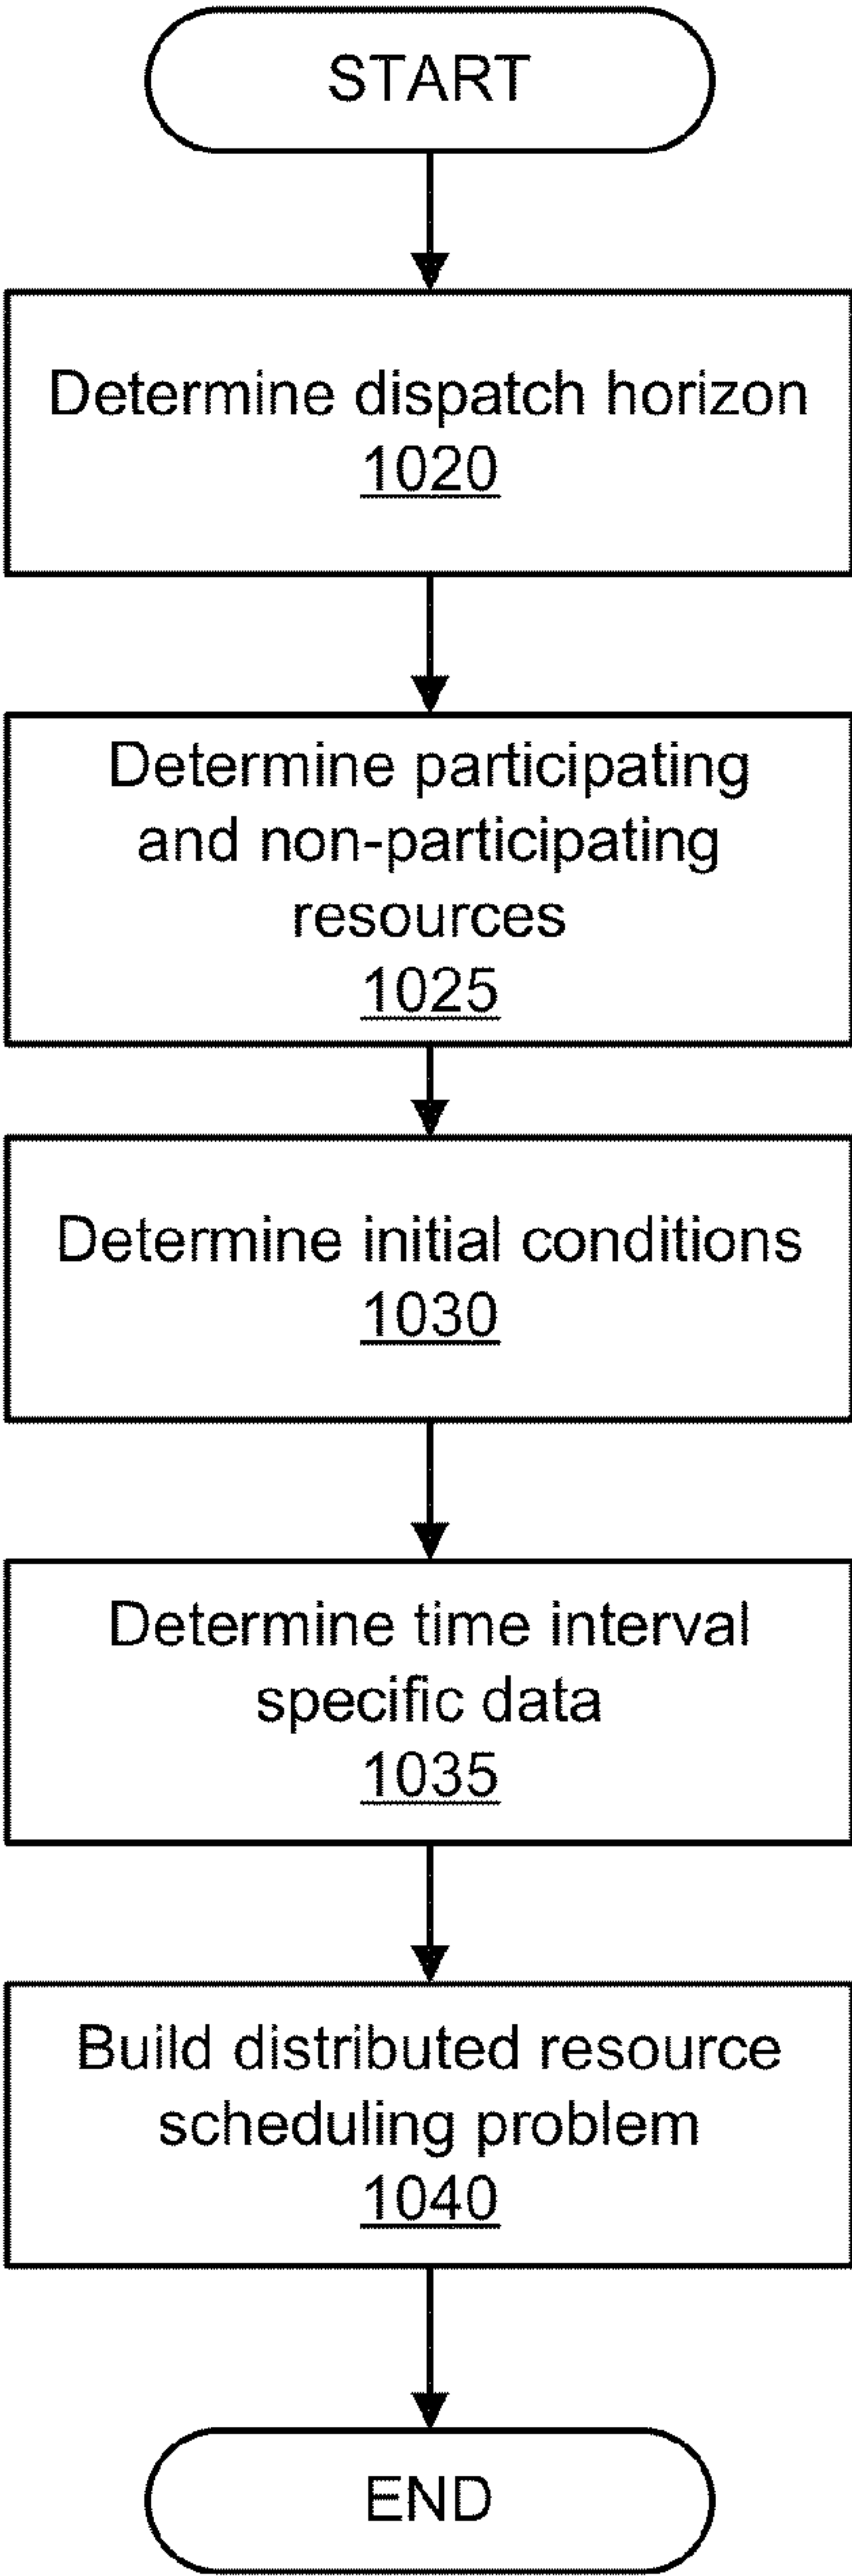 START
Determine dispatch horizon
1020
Determine participating
and non-participating
resources
1025
Determine initial conditions
1030
Determine time interval
specific data
1035
Build distributed resource
scheduling problem
1040
END